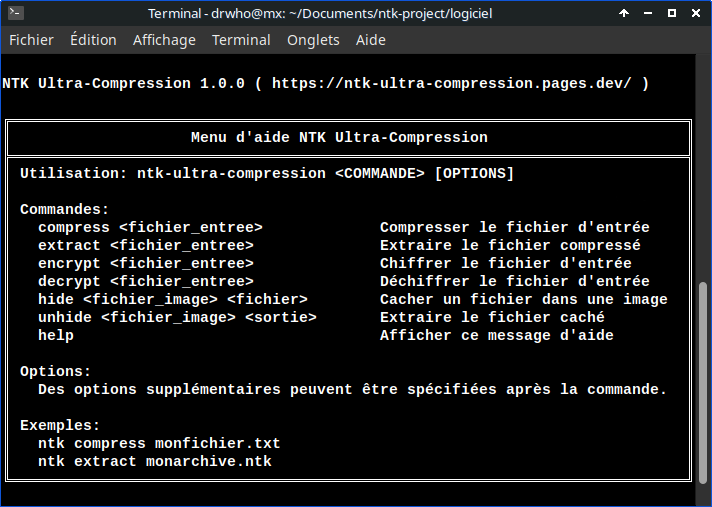 Terminal - drwho@mx: ~/Documents/ntk-project/logiciel
Fichier Édition Affichage Terminal Onglets Aide
NTK Ultra-Compression 1.0.0 ( https://ntk-ultra-compression.pages.dev/ )
Menu d'aide NTK Ultra-Compression
Utilisation: ntk-ultra-compression <COMMANDE> [OPTIONS]
Commandes:
compress <fichier_entree> Compresser le fichier d'entrée
extract <fichier_entree> Extraire le fichier compressé
encrypt <fichier_entree> Chiffrer le fichier d'entrée
decrypt <fichier_entree> Déchiffrer le fichier d'entrée
hide <fichier_image> <fichier> Cacher un fichier dans une image
unhide <fichier_image> <sortie> Extraire le fichier caché
help Afficher ce message d'aide
Options:
Des options supplémentaires peuvent être spécifiées après la commande.
Exemples:
ntk compress monfichier.txt
ntk extract monarchive.ntk